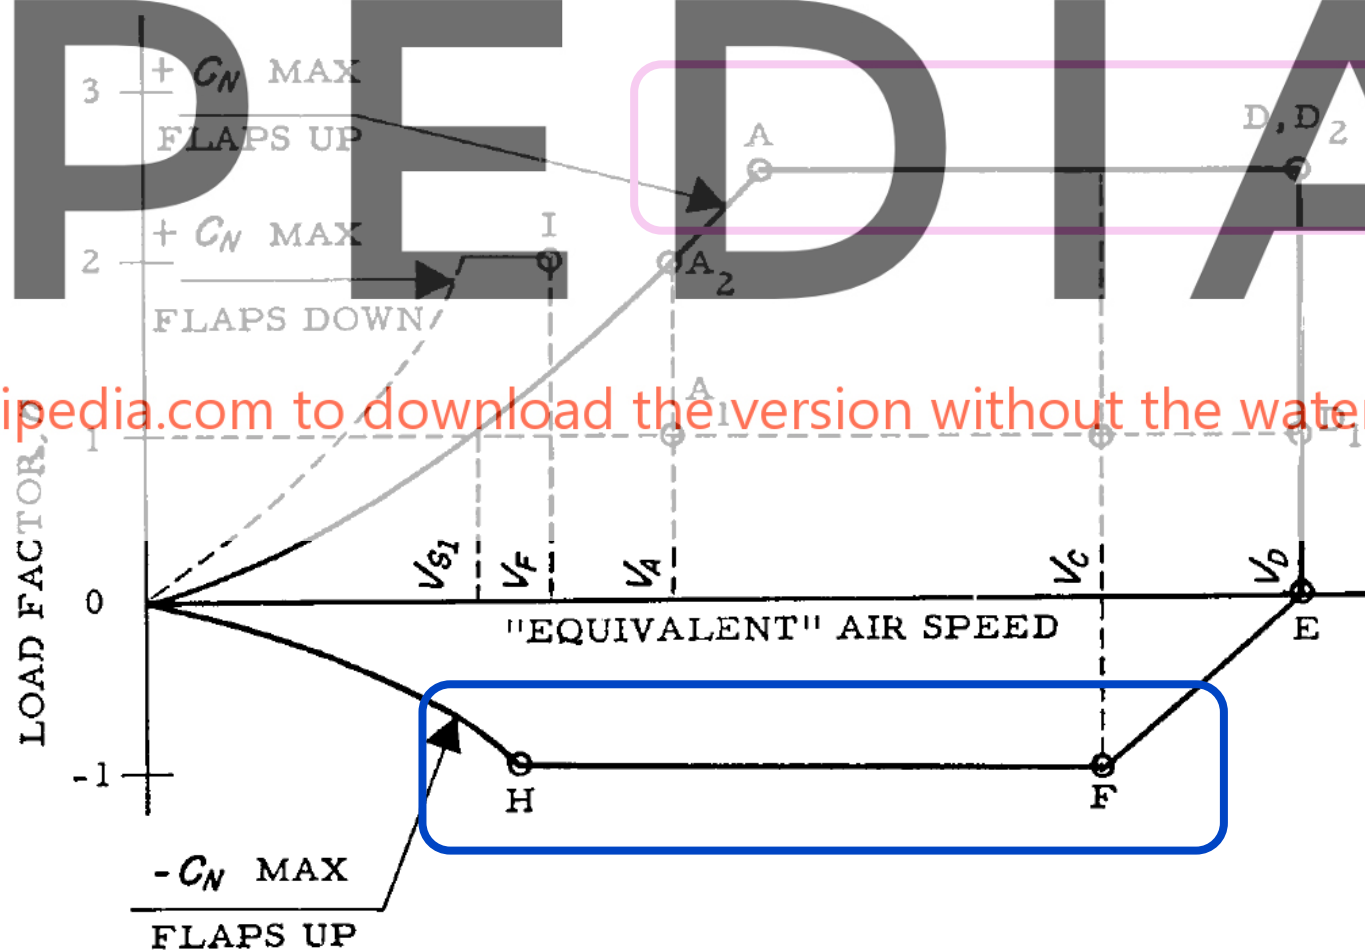 PEDIA
+ CN MAX
FLAPS UP
3
A
D, D2
+ CN MAX
FLAPS DOWN
2
I
A2
ipedia.com to download the version without the water
A1
D1
1
LOAD FACTOR,
VS1
VF
VA
VC
VD
0
"EQUIVALENT" AIR SPEED
E
-1
H
F
-CN MAX
FLAPS UP